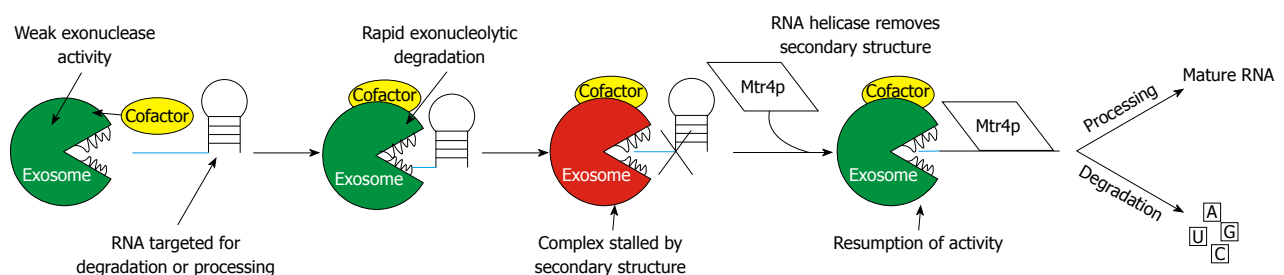 Weak exonuclease
activity
Cofactor
Exosome
RNA targeted for
degradation or processing
Rapid exonucleolytic
degradation
Cofactor
Exosome
Cofactor
Exosome
Complex stalled by
secondary structure
RNA helicase removes
secondary structure
Mtr4p
Cofactor
Exosome
Mtr4p
Resumption of activity
Processing
Mature RNA
Degradation
A
U
G
C